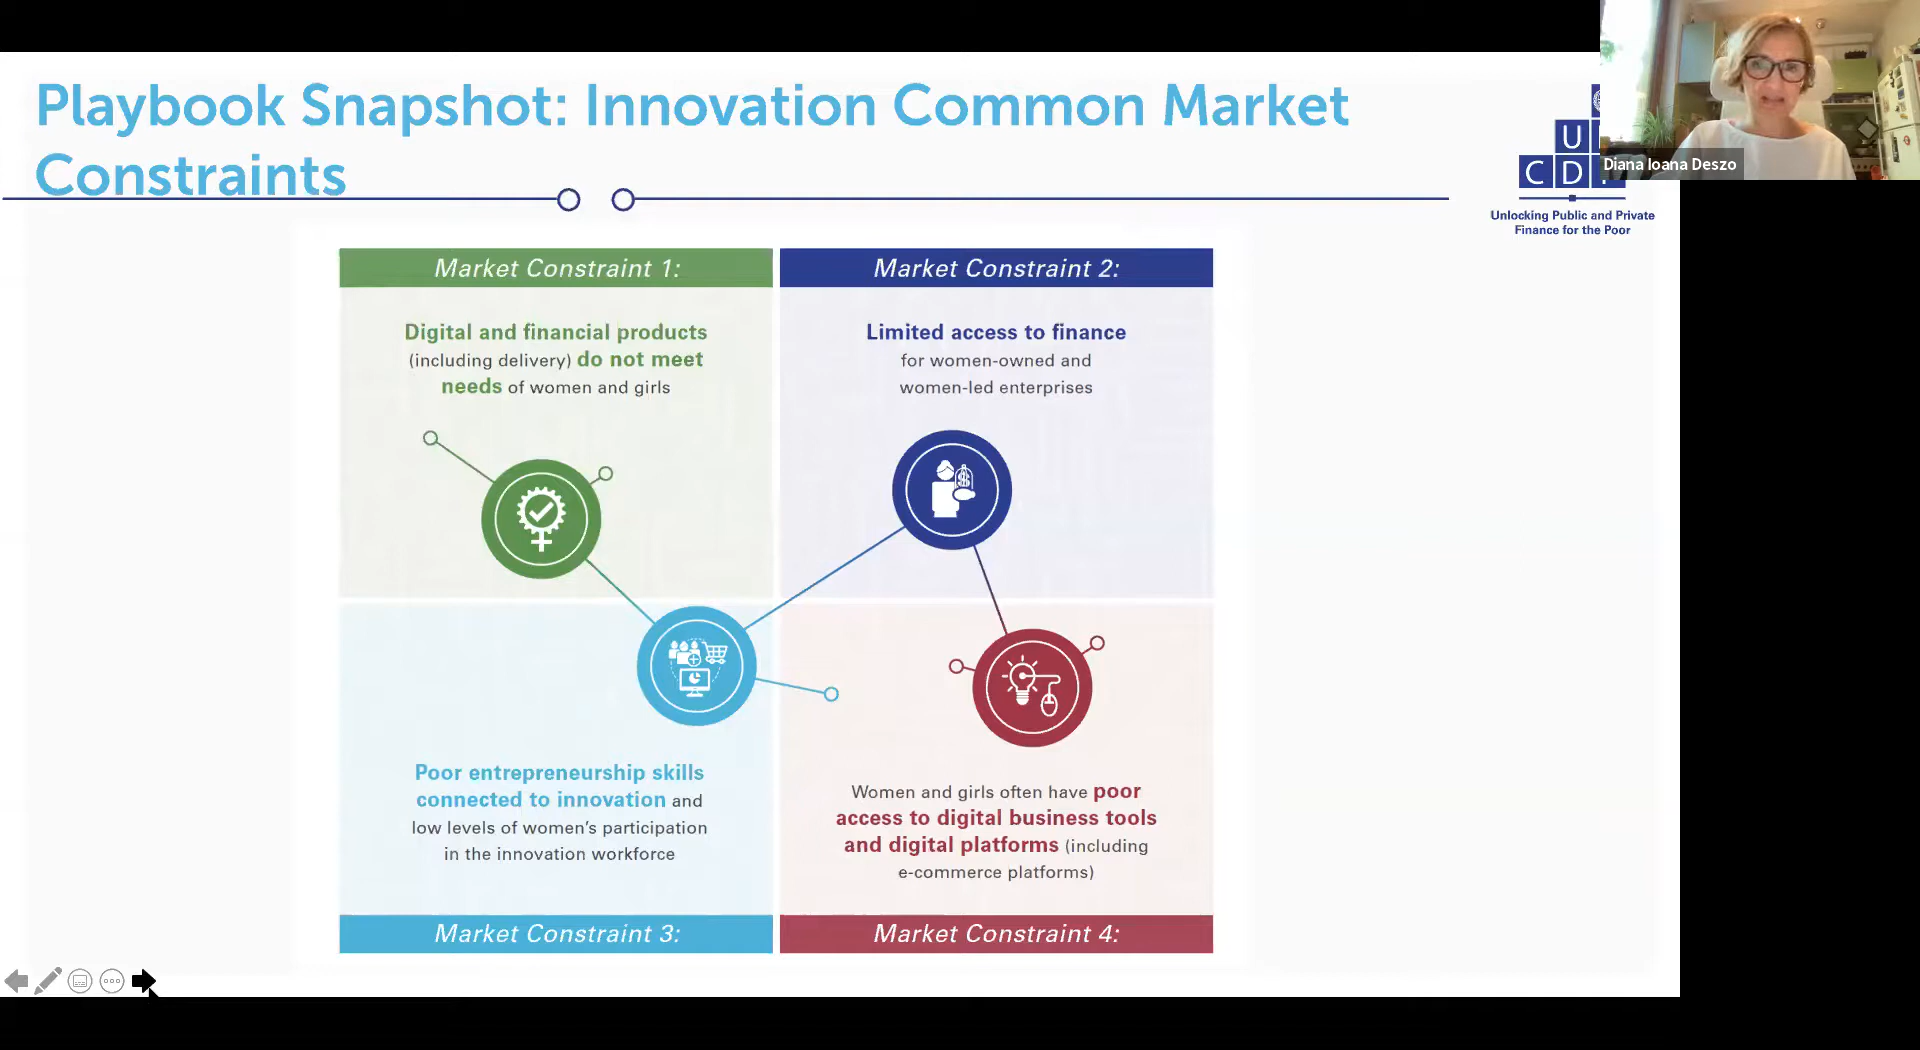 Playbook Snapshot: Innovation Common Market
Constraints
Diana Ioana Deszo
U
C D
Unlocking Public and Private
Finance for the Poor
Market Constraint 1:
Digital and financial products
(including delivery) do not meet
needs of women and girls
Market Constraint 2:
Limited access to finance
for women-owned and
women-led enterprises
$
Poor entrepreneurship skills
connected to innovation and
low levels of women’s participation
in the innovation workforce
Market Constraint 3:
Women and girls often have poor
access to digital business tools
and digital platforms (including
e-commerce platforms)
Market Constraint 4: